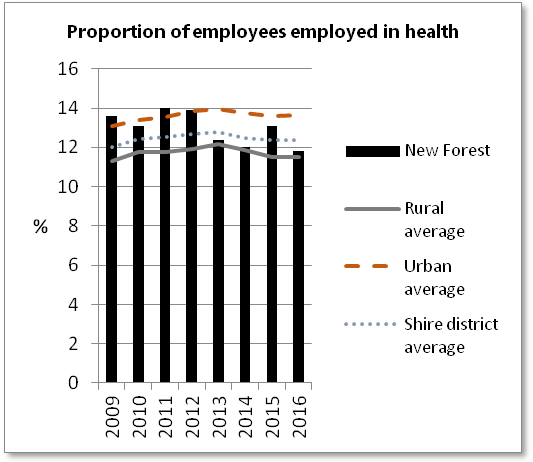 Proportion of employees employed in health
16
14
12
10
8
6
4
2
0
%
2009
2010
2011
2012
2013
2014
2015
2016
New Forest
Rural
average
Urban
average
Shire district
average